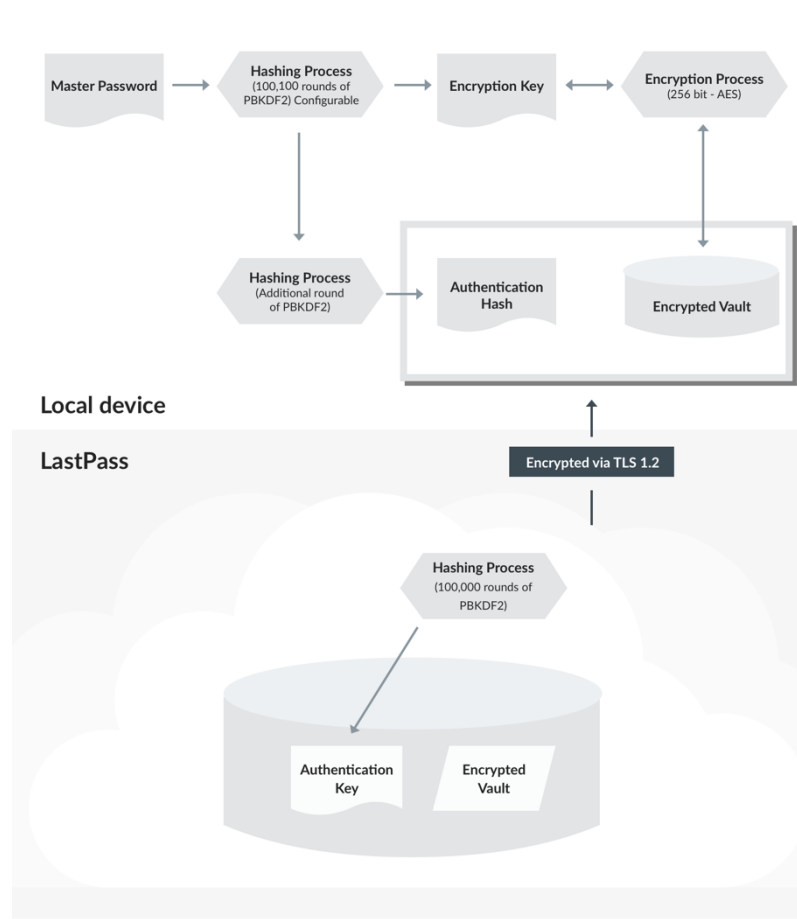 Master Password
Hashing Process
(100,100 rounds of
PBKDF2) Configurable
Encryption Key
Encryption Process
(256 bit - AES)
Hashing Process
(Additional round
of PBKDF2)
Authentication
Hash
Encrypted Vault
Local device
LastPass
Encrypted via TLS 1.2
Hashing Process
(100,000 rounds of
PBKDF2)
Authentication
Key
Encrypted
Vault